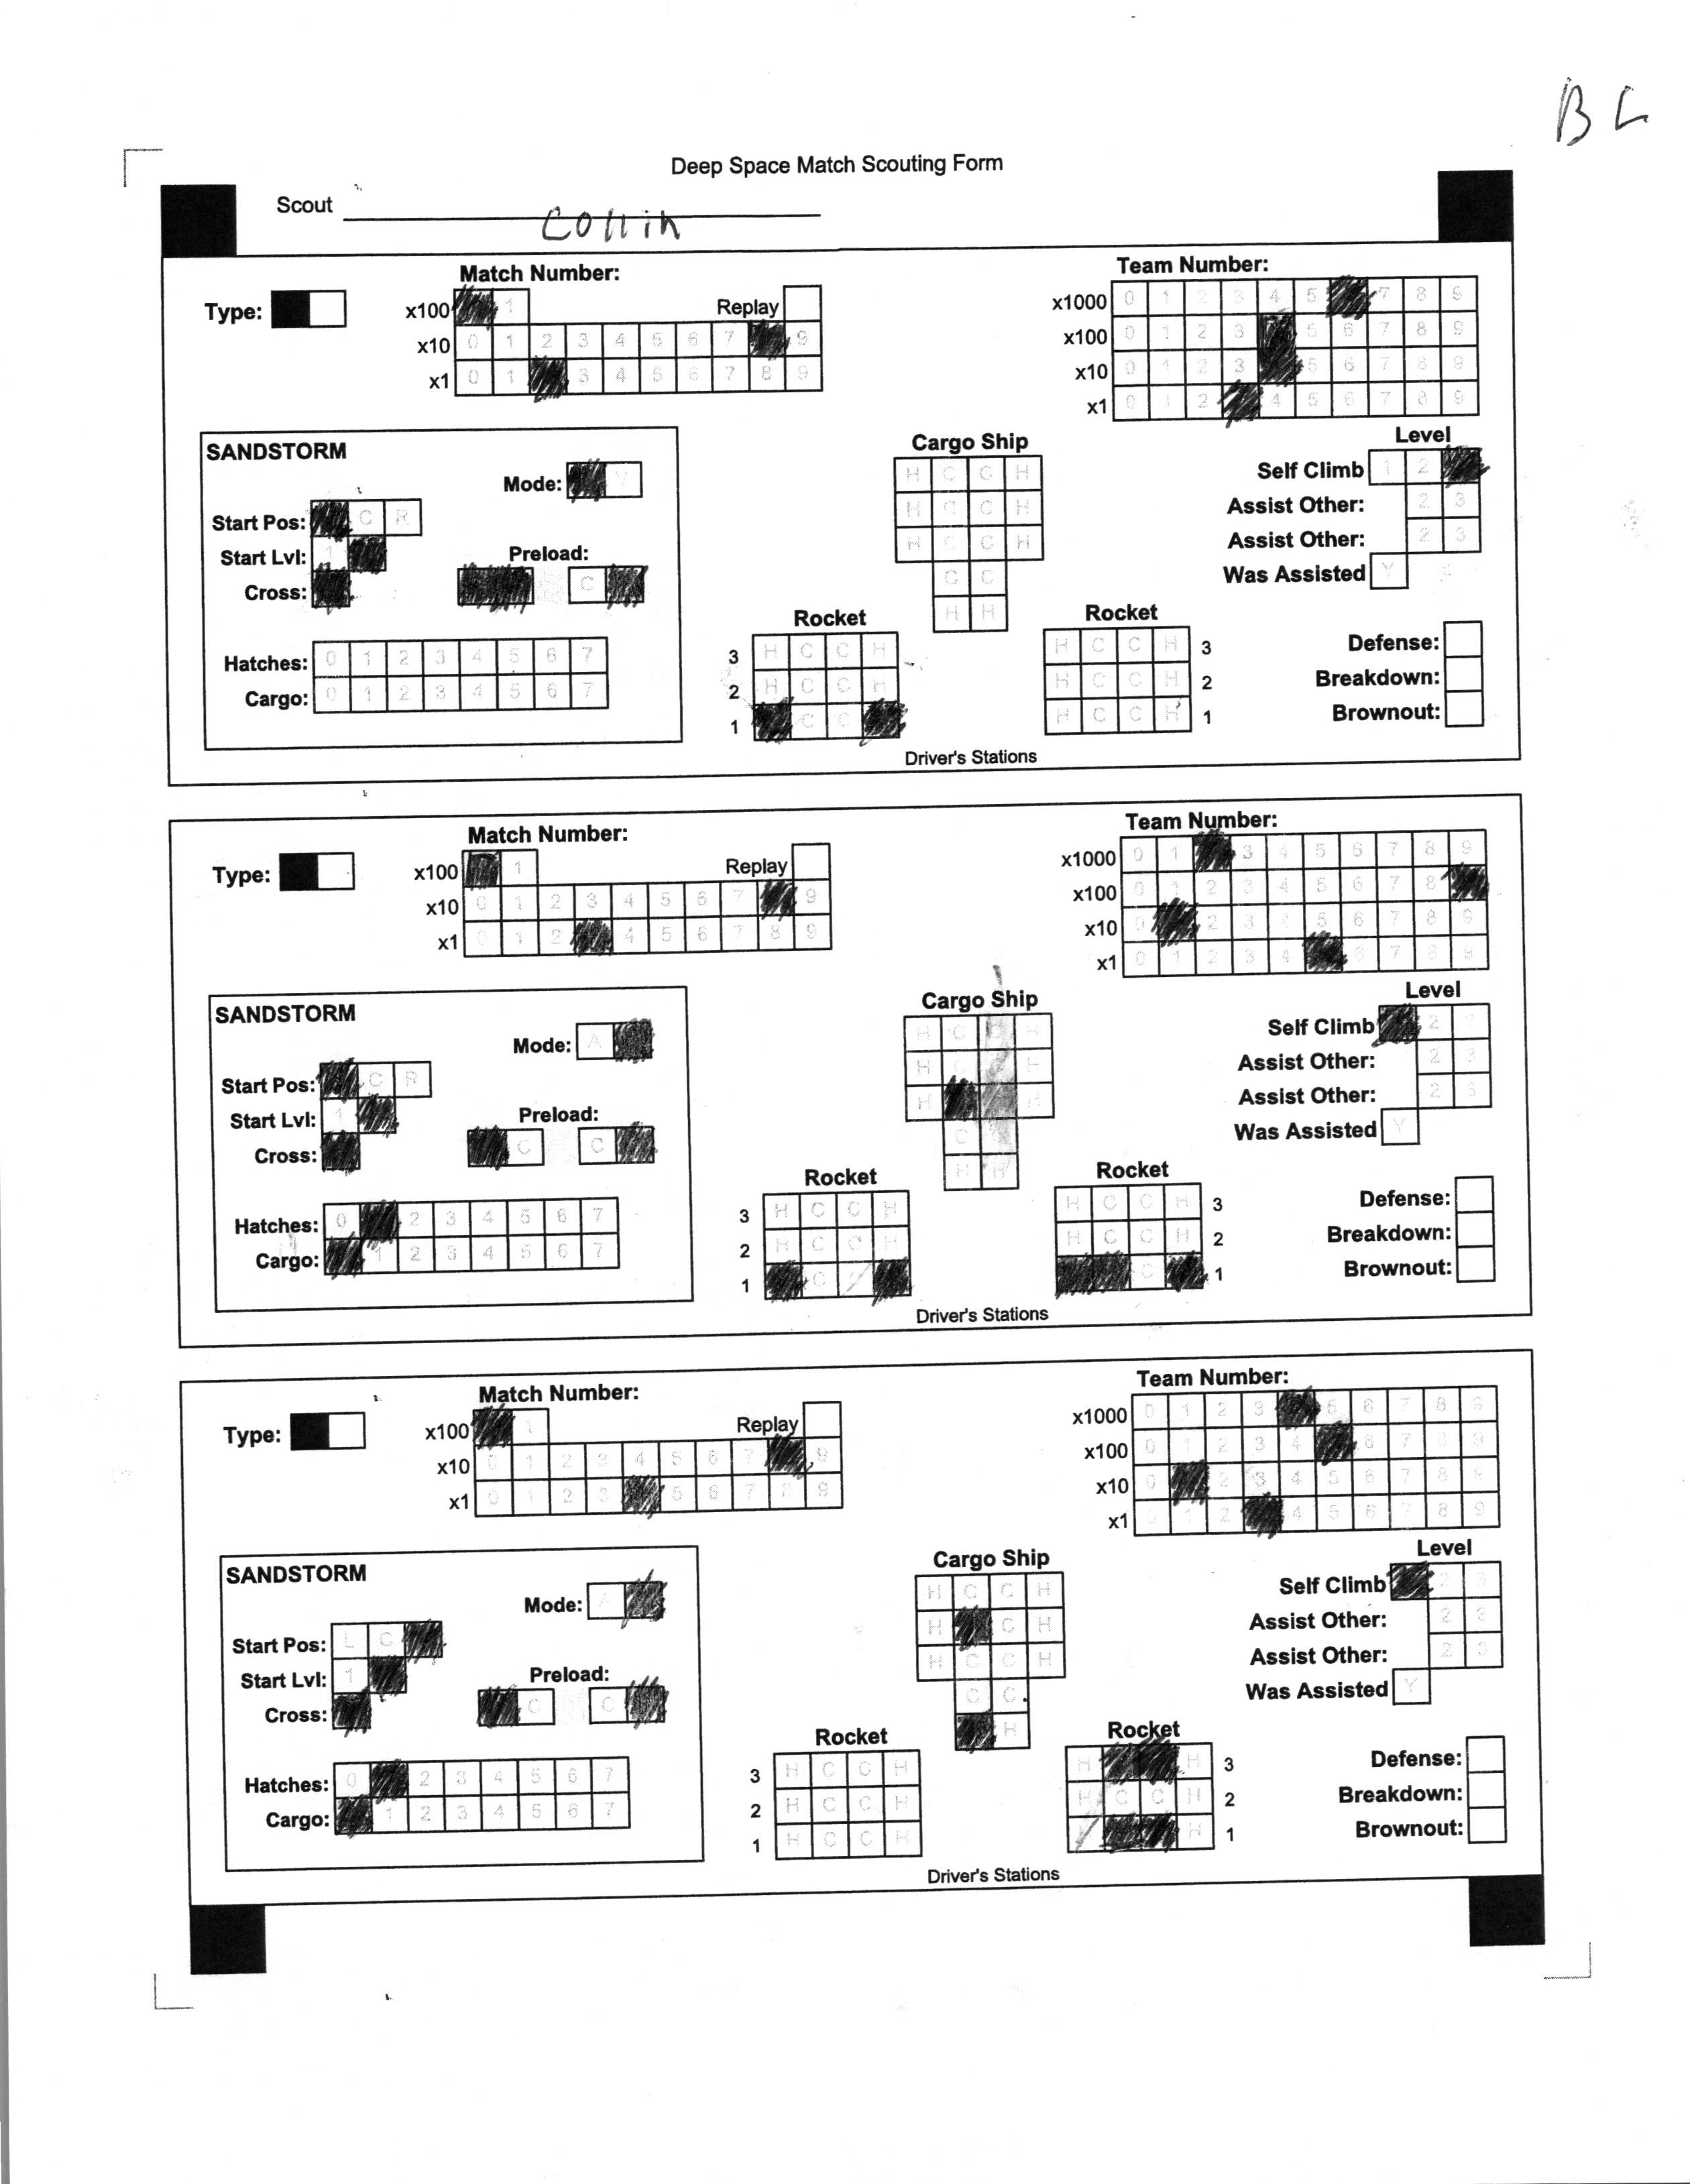 BC
Deep Space Match Scouting Form
Scout Collin
Match Number: Team Number:
Type: x100 1 Replay x1000 0 1 2 3 4 5 7 8 9
x10 0 1 2 3 4 5 6 7 9 x100 0 1 2 3 5 6 7 8 9
x1 0 1 3 4 5 6 7 8 9 x10 0 1 2 3 5 6 7 8 9
x1 0 1 2 4 5 6 7 8 9
SANDSTORM Cargo Ship Level
Mode: V H C C H Self Climb 1 2
Start Pos: C R H C C H Assist Other: 2 3
Start Lvl: 1 Preload: H C C H Assist Other: 2 3
Cross: C C C Was Assisted Y
H H
Rocket Rocket
Hatches: 0 1 2 3 4 5 6 7 3 H C C H H C C H 3 Defense:
Cargo: 0 1 2 3 4 5 6 7 2 H C C H H C C H 2 Breakdown:
1 C C H C C H 1 Brownout:
Driver's Stations
Match Number: Team Number:
Type: x100 1 Replay x1000 0 1 3 4 5 6 7 8 9
x10 0 1 2 3 4 5 6 7 9 x100 0 1 2 3 4 5 6 7 8
x1 0 1 2 4 5 6 7 8 9 x10 0 2 3 4 5 6 7 8 9
x1 0 1 2 3 4 6 7 8 9
SANDSTORM Cargo Ship Level
Mode: A H C C H Self Climb 2 3
Start Pos: C R H C H Assist Other: 2 3
Start Lvl: 1 Preload: H H Assist Other: 2 3
Cross: C C C Was Assisted Y
H H
Rocket Rocket
Hatches: 0 2 3 4 5 6 7 3 H C C H H C C H 3 Defense:
Cargo: 1 2 3 4 5 6 7 2 H C C H H C C H 2 Breakdown:
1 C C C 1 Brownout:
Driver's Stations
Match Number: Team Number:
Type: x100 1 Replay x1000 0 1 2 3 5 6 7 8 9
x10 0 1 2 3 4 5 6 7 9 x100 0 1 2 3 4 6 7 8 9
x1 0 1 2 3 5 6 7 8 9 x10 0 2 3 4 5 6 7 8 9
x1 0 1 2 4 5 6 7 8 9
SANDSTORM Cargo Ship Level
Mode: A H C C H Self Climb 2 3
Start Pos: L C H C H Assist Other: 2 3
Start Lvl: 1 Preload: H C C H Assist Other: 2 3
Cross: C C C C Was Assisted Y
H
Rocket Rocket
Hatches: 0 2 3 4 5 6 7 3 H C C H H H 3 Defense:
Cargo: 1 2 3 4 5 6 7 2 H C C H H C C H 2 Breakdown:
1 H C C H H 1 Brownout:
Driver's Stations